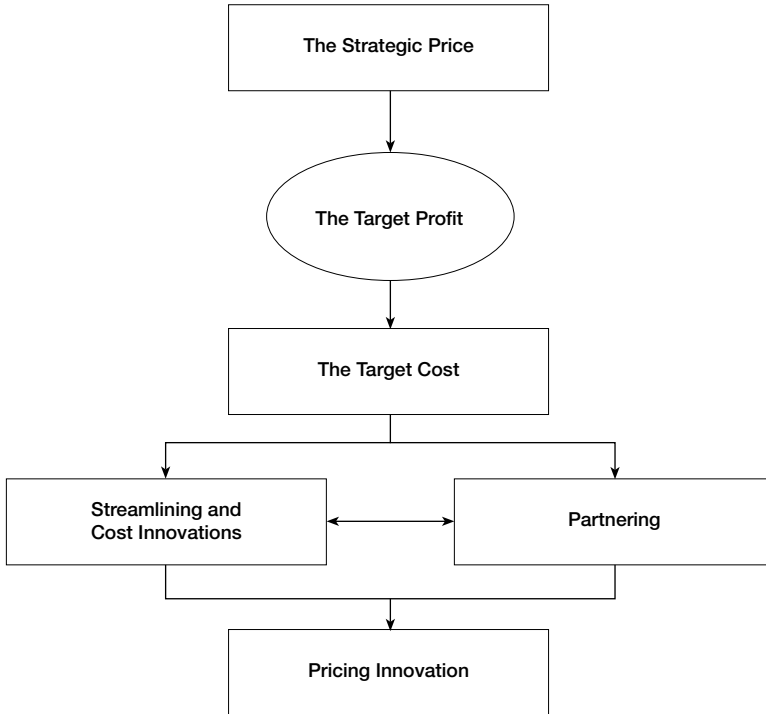 The Strategic Price
The Target Profit
The Target Cost
Streamlining and
Cost Innovations
Partnering
Pricing Innovation